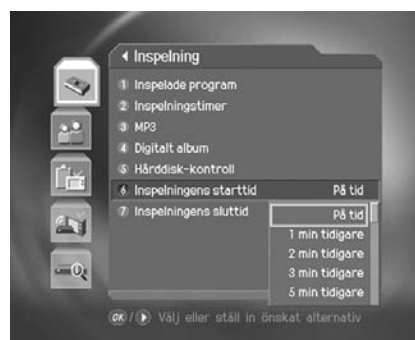 Inspelning
1 Inspelade program
2 Inspelningstimer
3 MP3
4 Digitalt album
5 Hårddisk-kontroll
6 Inspelningens starttid På tid
7 Inspelningens sluttid
På tid
1 min tidigare
2 min tidigare
3 min tidigare
5 min tidigare
OK / Välj eller ställ in önskat alternativ